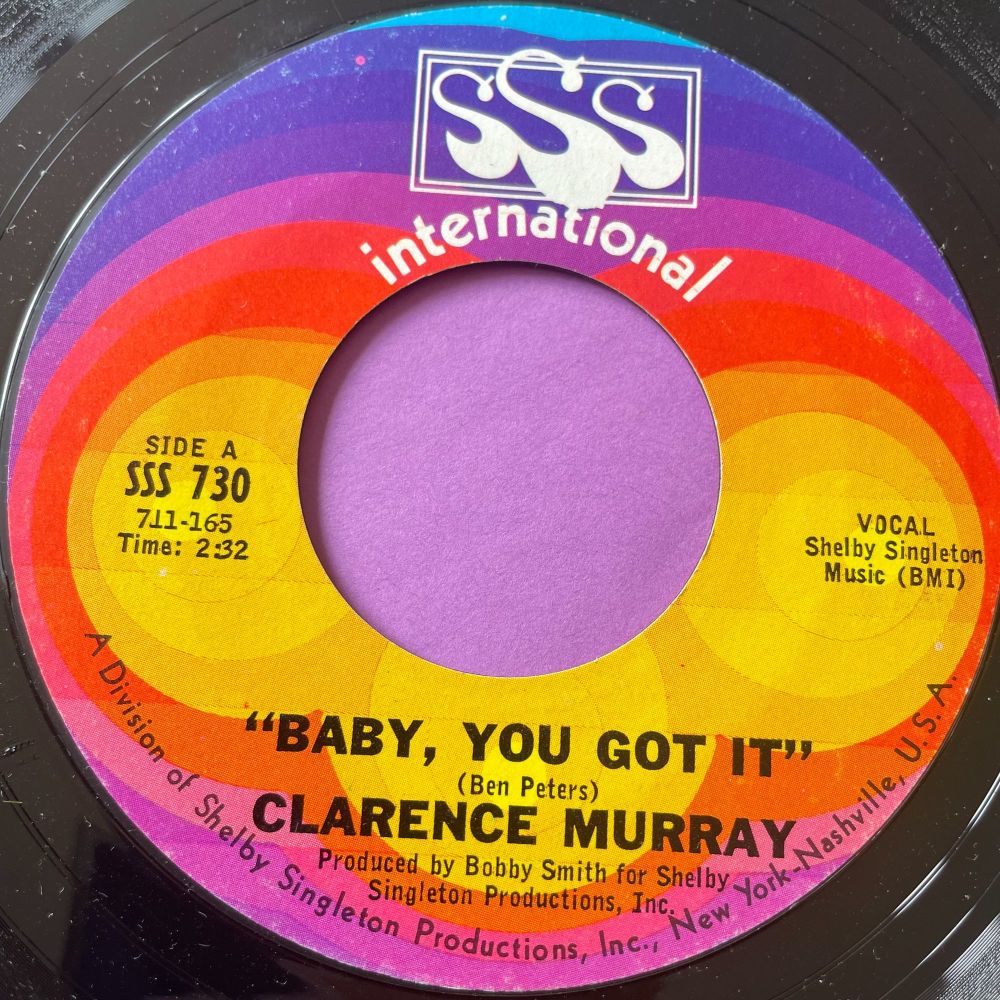 SSS
international
SIDE A
SSS 730
711-165
Time: 2:32
VOCAL
Shelby Singleton
Music (BMI)
"BABY, YOU GOT IT"
(Ben Peters)
CLARENCE MURRAY
Produced by Bobby Smith for Shelby
Singleton Productions, Inc.
A Division of Shelby Singleton Productions, Inc., New York-Nashville, U.S.A.